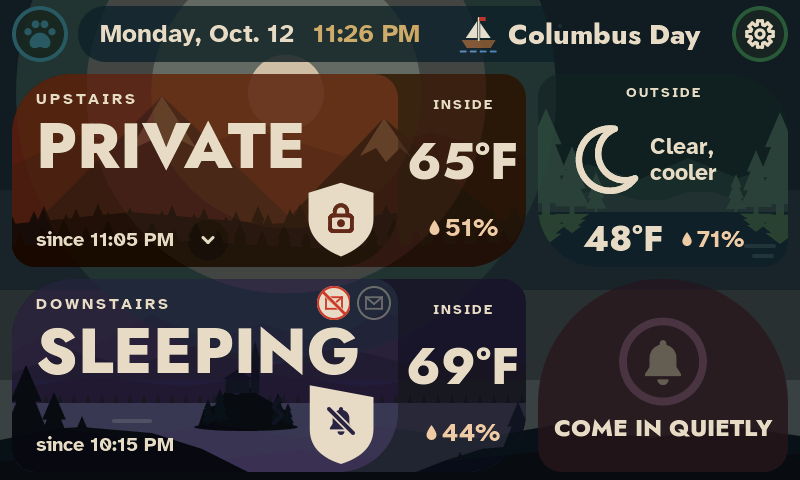 Monday, Oct. 12 11:26 PM Columbus Day
UPSTAIRS
PRIVATE
since 11:05 PM
INSIDE
65°F
51%
OUTSIDE
Clear,
cooler
48°F 71%
DOWNSTAIRS
SLEEPING
since 10:15 PM
INSIDE
69°F
44%
COME IN QUIETLY